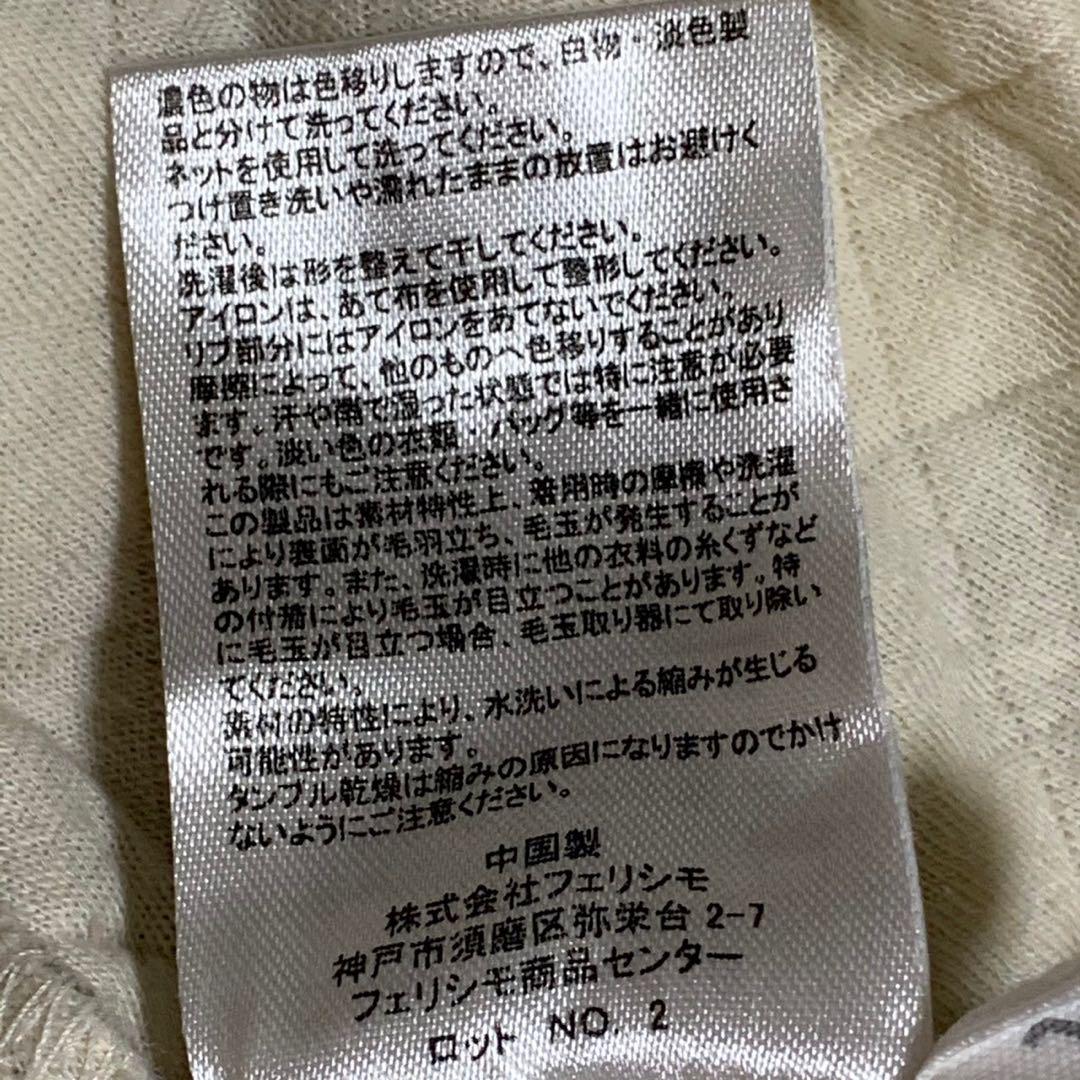 濃色の物は色移りしますので、白物・淡色製
品と分けて洗ってください。
ネットを使用して洗ってください。
つけ置き洗いや濡れたままの放置はお避けく
ださい。
洗濯後は形を整えて干してください。
アイロンは、あて布を使用して整形してください。
リブ部分にはアイロンをあてないでください。
摩擦によって、他のものへ色移りすることがあり
ます。汗や雨で湿った状態では特に注意が必要
です。淡い色の衣類・バッグ等を一緒に使用さ
れる際にもご注意ください。
この製品は素材特性上、着用時の摩擦や洗濯
により表面が毛羽立ち、毛玉が発生することが
あります。また、洗濯時に他の衣料の糸くずなど
の付着により毛玉が目立つことがあります。特
に毛玉が目立つ場合、毛玉取り器にて取り除い
てください。
素材の特性により、水洗いによる縮みが生じる
可能性があります。
タンブル乾燥は縮みの原因になりますのでかけ
ないようにご注意ください。
中国製
株式会社フェリシモ
神戸市須磨区弥栄台 2-7
フェリシモ商品センター
ロット NO. 2